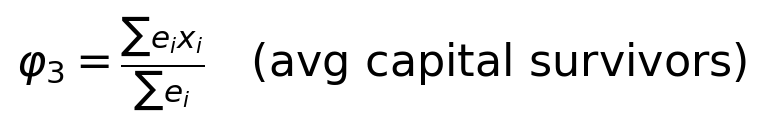 φ₃ = ∑eᵢxᵢ / ∑eᵢ (avg capital survivors)